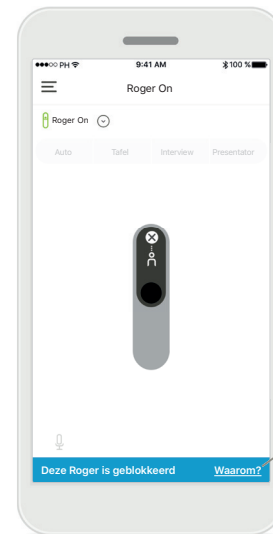 PH 9:41 AM 100 %
Roger On
Roger On
Auto Tafel Interview Presentator
Deze Roger is geblokkeerd Waarom?